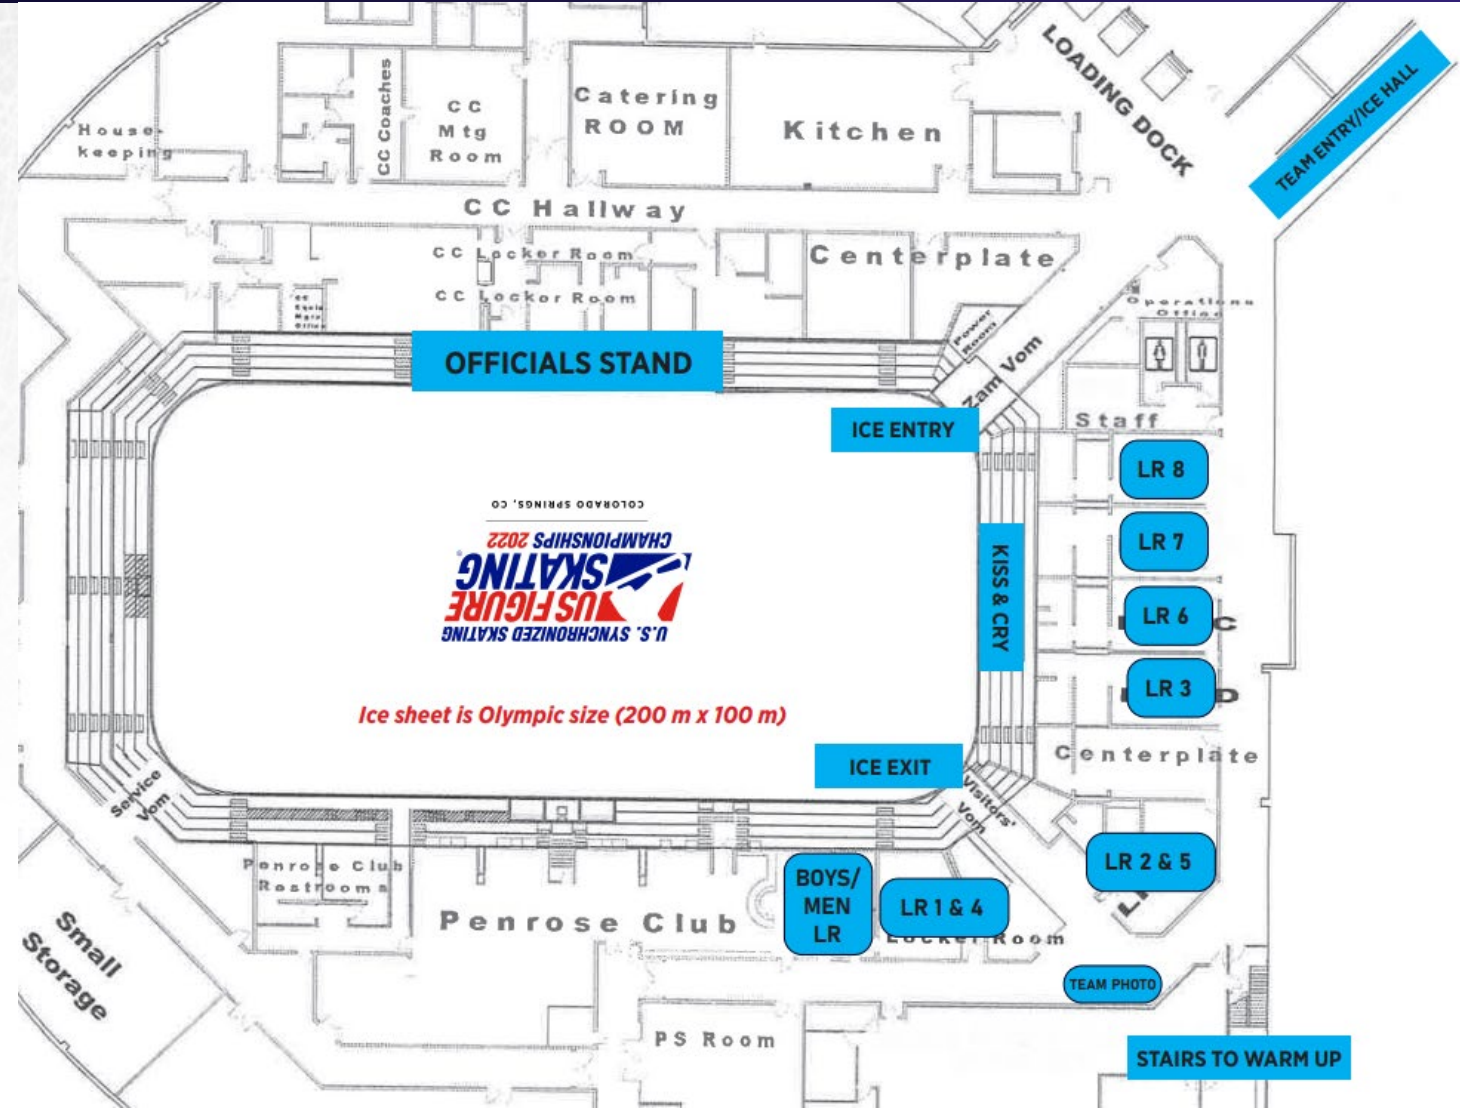 LOADING DOCK
TEAM ENTRY/ICE HALL
House-
keeping
CC Coaches
CC
Mtg
Room
Catering
ROOM
Kitchen
CC Hallway
CC Locker Room
CC Locker Room
Centerplate
Operations
Office
Power
Room
Zam Vom
OFFICIALS STAND
ICE ENTRY
Staff
LR 8
LR 7
LR 6
C
LR 3
D
KISS & CRY
COLORADO SPRINGS, CO
CHAMPIONSHIPS 2022
SKATING
US FIGURE
U.S. SYNCHRONIZED SKATING
Ice sheet is Olympic size (200 m x 100 m)
ICE EXIT
Centerplate
Service
Vom
Visitors'
Vom
LR 2 & 5
Penrose Club
Restrooms
BOYS/
MEN
LR
LR 1 & 4
Penrose Club
Locker Room
Small
Storage
TEAM PHOTO
PS Room
STAIRS TO WARM UP